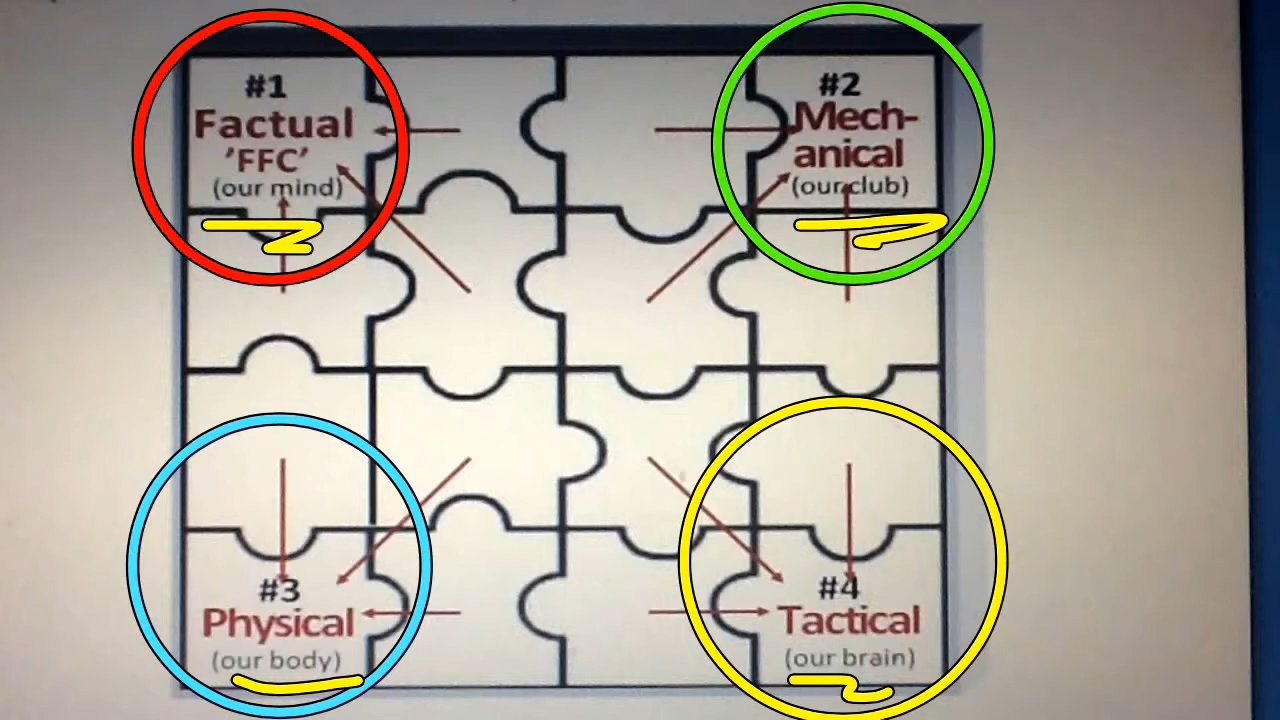 #1
Factual
'FFC'
(our mind)
#2
Mech-
anical
(our club)
#3
Physical
(our body)
#4
Tactical
(our brain)